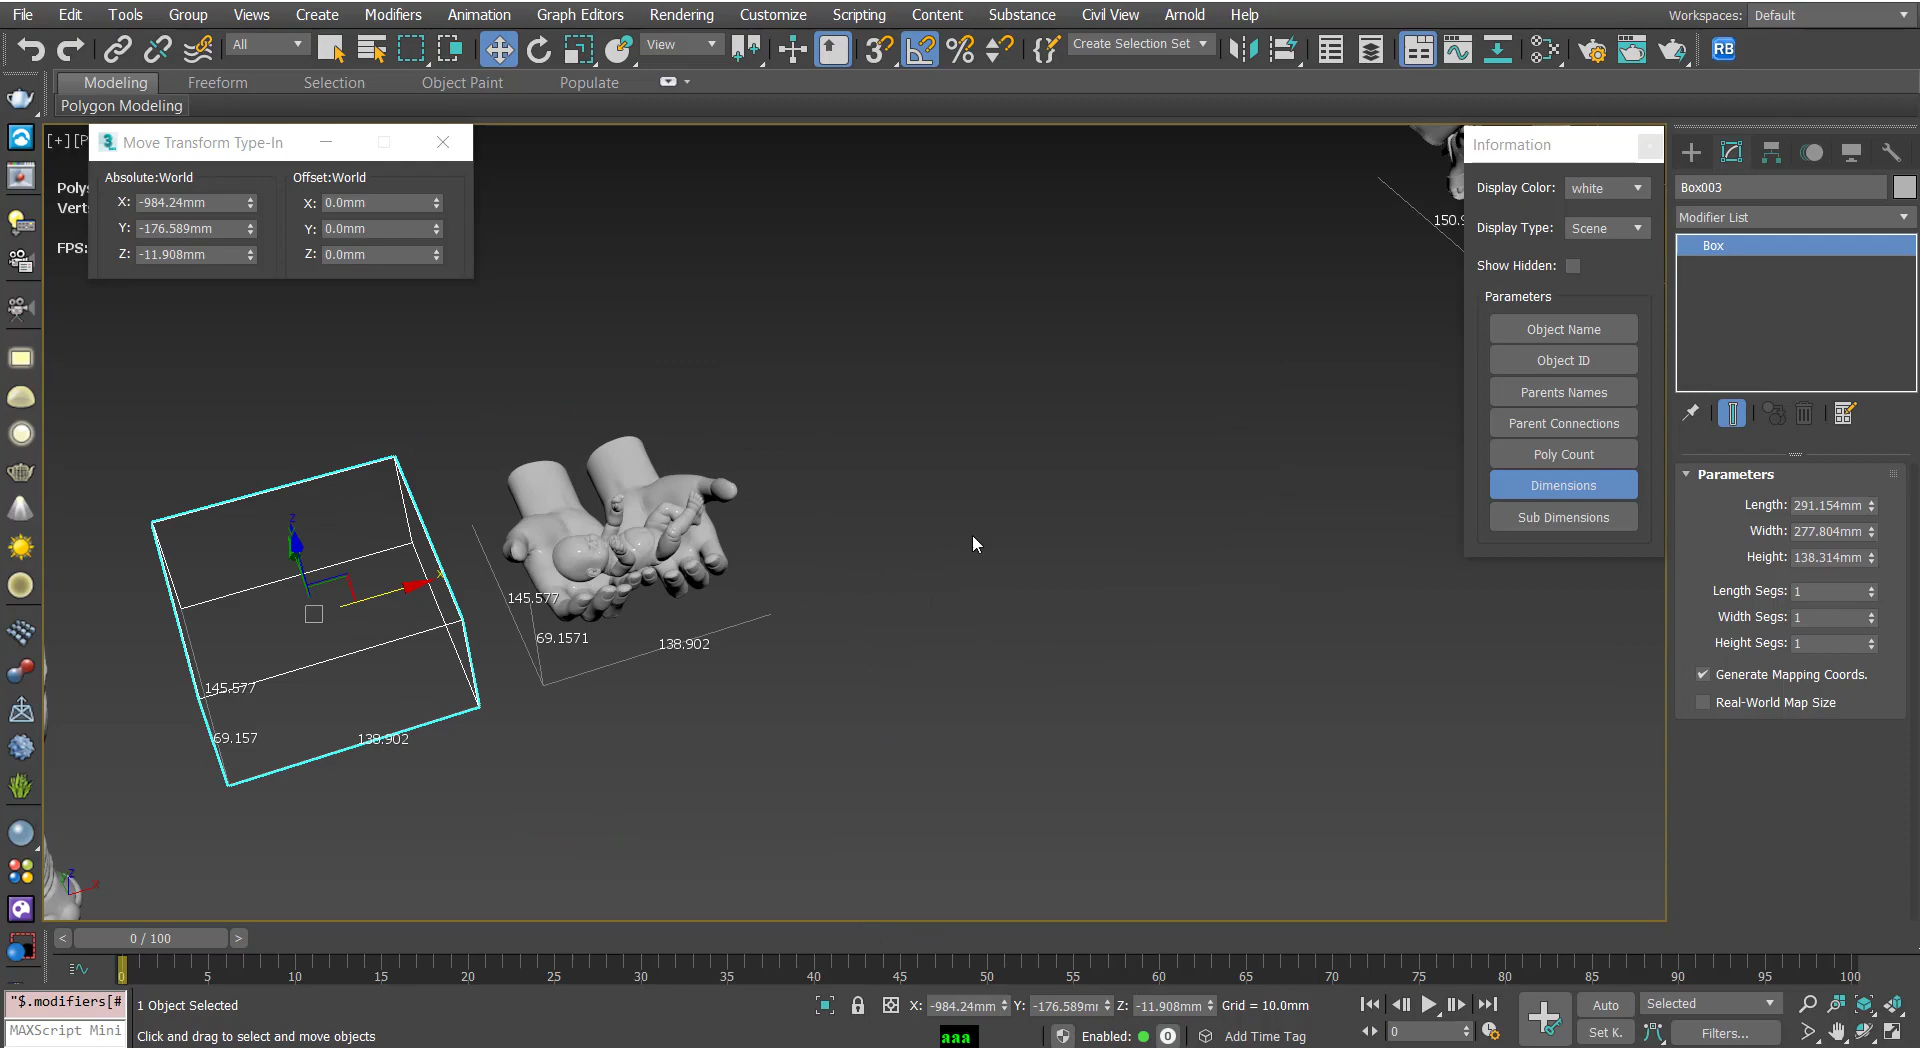 File Edit Tools Group Views Create Modifiers Animation Graph Editors Rendering Customize Scripting Content Civil View Substance Arnold Help
Workspaces: Default
All
View
Create Selection Set
RB
Modeling Freeform Selection Object Paint Populate
Polygon Modeling
[+][P
Move Transform Type-In
Absolute:World
X: -984.24mm
Y: -176.589mm
Z: -11.908mm
Offset:World
X: 0.0mm
Y: 0.0mm
Z: 0.0mm
Polys
Verts
FPS:
150.9
145.577
69.1571
138.902
145.577
69.157
138.902
Information
Display Color: white
Display Type: Scene
Show Hidden:
Parameters
Object Name
Object ID
Parents Names
Parent Connections
Poly Count
Dimensions
Sub Dimensions
Box003
Modifier List
Box
Parameters
Length: 291.154mm
Width: 277.804mm
Height: 138.314mm
Length Segs: 1
Width Segs: 1
Height Segs: 1
Generate Mapping Coords.
Real-World Map Size
< 0 / 100 >
0 5 10 15 20 25 30 35 40 45 50 55 60 65 70 75 80 85 90 95 100
"$.modifiers[#
MAXScript Mini
1 Object Selected
Click and drag to select and move objects
X: -984.24mm Y: -176.589mm Z: -11.908mm Grid = 10.0mm
aaa
Enabled: 0 Add Time Tag
0
Auto Selected
Set K. Filters...